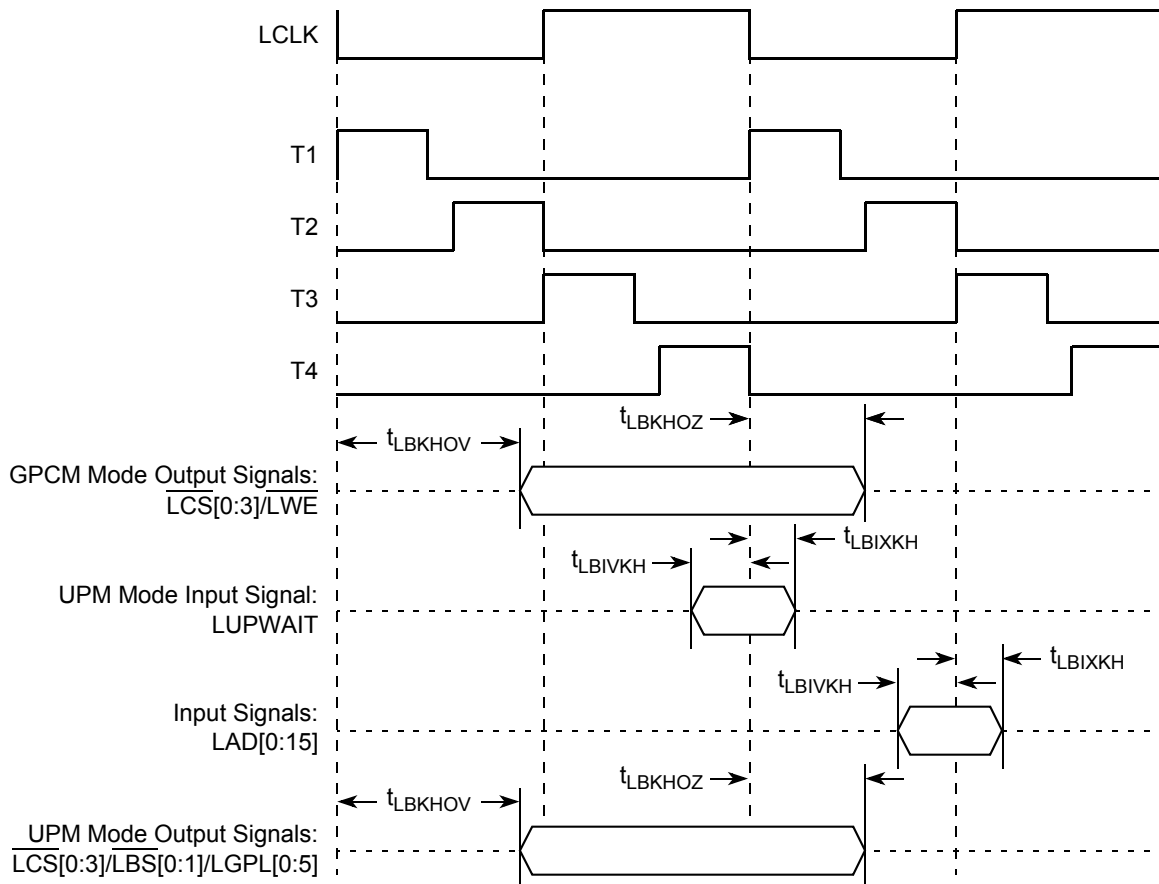 LCLK
T1
T2
T3
T4
tLBKHOV
tLBKHOZ
GPCM Mode Output Signals:
LCS[0:3]/LWE
tLBIVKH
tLBIXKH
UPM Mode Input Signal:
LUPWAIT
tLBIVKH
tLBIXKH
Input Signals:
LAD[0:15]
tLBKHOV
tLBKHOZ
UPM Mode Output Signals:
LCS[0:3]/LBS[0:1]/LGPL[0:5]